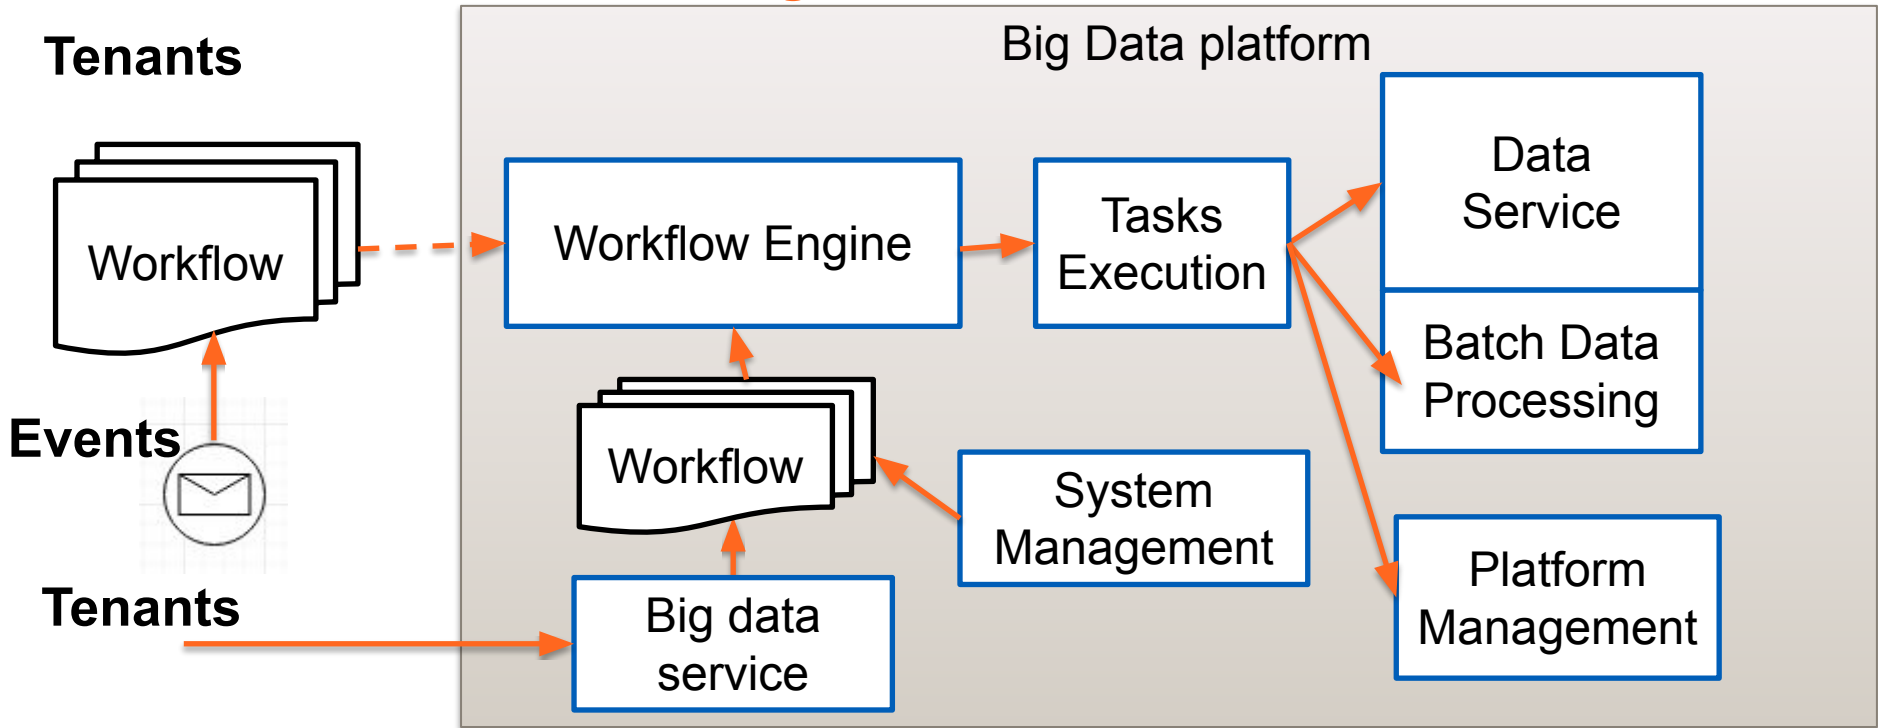 Big Data platform
Tenants
Workflow
Workflow Engine
Tasks
Execution
Data
Service
Batch Data
Processing
Events
Workflow
System
Management
Platform
Management
Tenants
Big data
service